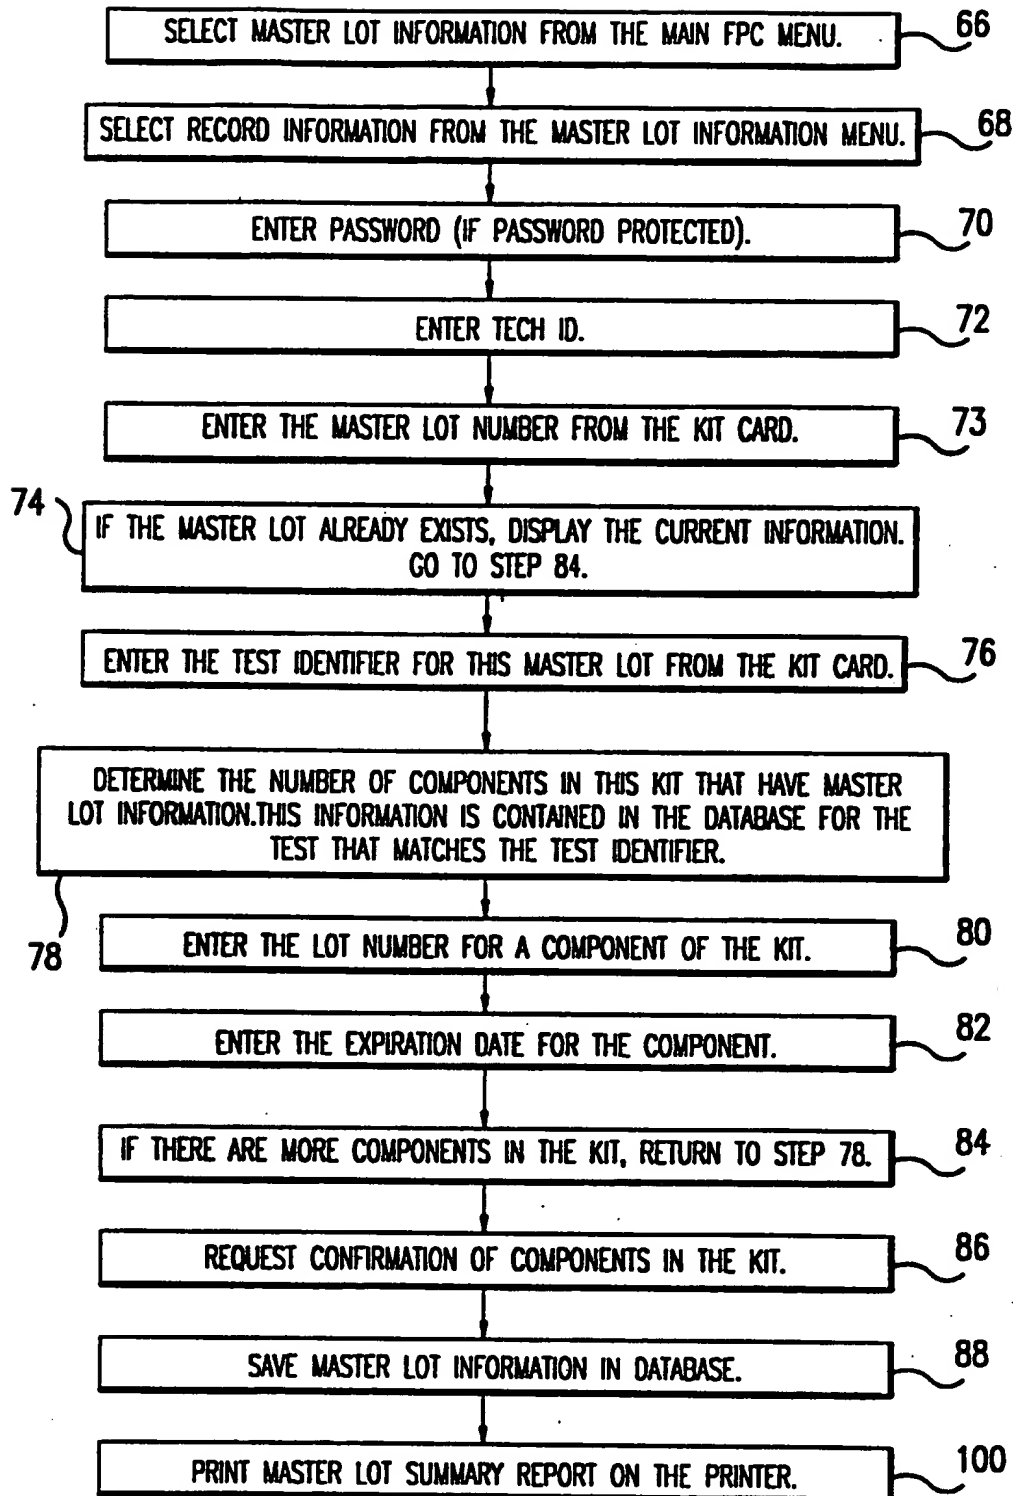 SELECT MASTER LOT INFORMATION FROM THE MAIN FPC MENU.
66
SELECT RECORD INFORMATION FROM THE MASTER LOT INFORMATION MENU.
68
ENTER PASSWORD (IF PASSWORD PROTECTED).
70
ENTER TECH ID.
72
ENTER THE MASTER LOT NUMBER FROM THE KIT CARD.
73
74
IF THE MASTER LOT ALREADY EXISTS, DISPLAY THE CURRENT INFORMATION.
GO TO STEP 84.
ENTER THE TEST IDENTIFIER FOR THIS MASTER LOT FROM THE KIT CARD.
76
DETERMINE THE NUMBER OF COMPONENTS IN THIS KIT THAT HAVE MASTER
LOT INFORMATION.THIS INFORMATION IS CONTAINED IN THE DATABASE FOR THE
TEST THAT MATCHES THE TEST IDENTIFIER.
78
ENTER THE LOT NUMBER FOR A COMPONENT OF THE KIT.
80
ENTER THE EXPIRATION DATE FOR THE COMPONENT.
82
IF THERE ARE MORE COMPONENTS IN THE KIT, RETURN TO STEP 78.
84
REQUEST CONFIRMATION OF COMPONENTS IN THE KIT.
86
SAVE MASTER LOT INFORMATION IN DATABASE.
88
PRINT MASTER LOT SUMMARY REPORT ON THE PRINTER.
100